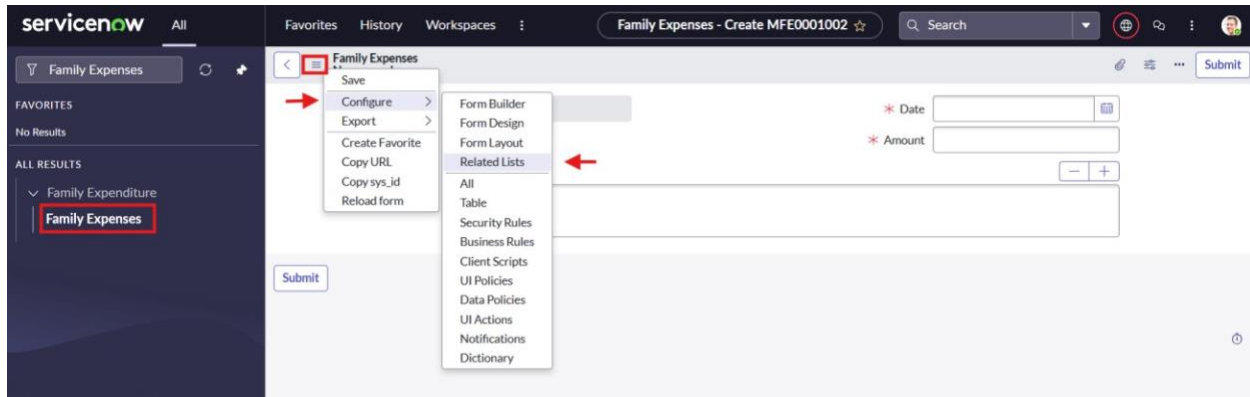 servicenow All Favorites History Workspaces Family Expenses - Create MFE0001002 Search
Family Expenses
FAVORITES
No Results
ALL RESULTS
Family Expenditure
Family Expenses
Family Expenses Submit
Save
Configure
Export
Create Favorite
Copy URL
Copy sys_id
Reload form
Form Builder
Form Design
Form Layout
Related Lists
All
Table
Security Rules
Business Rules
Client Scripts
UI Policies
Data Policies
UI Actions
Notifications
Dictionary
* Date
* Amount
Submit